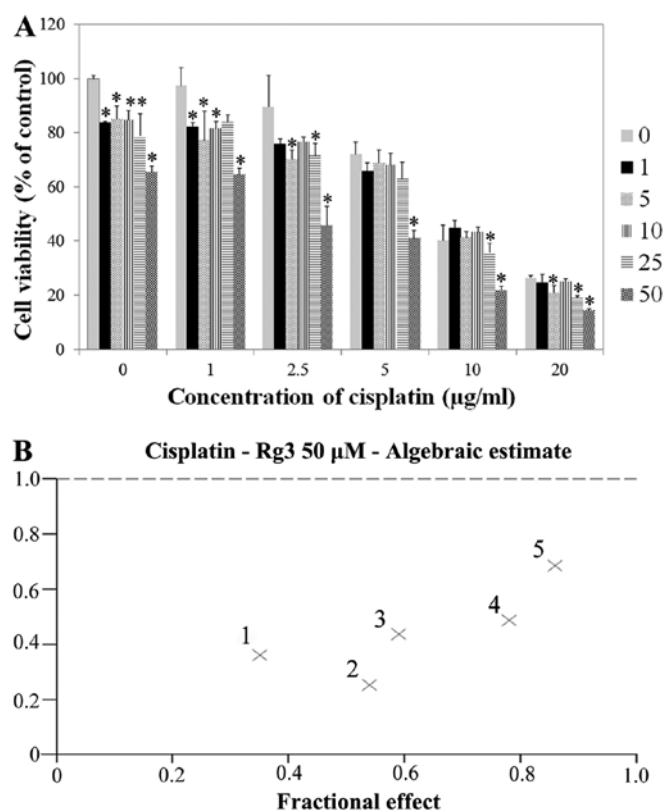 A
120
100
80
60
40
20
0
Cell viability (% of control)
* * ** *
* * * *
* * *
*
* *
* * *
0 1 2.5 5 10 20
Concentration of cisplatin (µg/ml)
0
1
5
10
25
50
B
Cisplatin - Rg3 50 µM - Algebraic estimate
1.0
0.8
0.6
0.4
0.2
0
1
2
3
4
5
0 0.2 0.4 0.6 0.8 1.0
Fractional effect